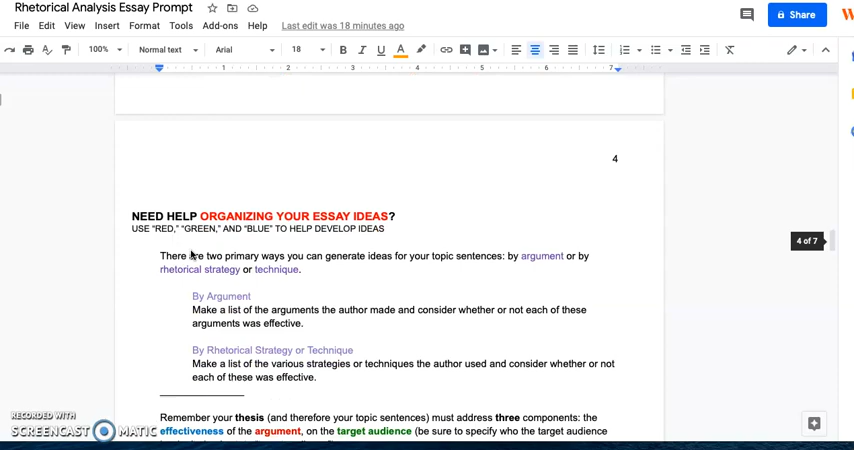 Rhetorical Analysis Essay Prompt
File Edit View Insert Format Tools Add-ons Help Last edit was 18 minutes ago
Share
100% Normal text Arial 18 B I U A
1 2 3 4 5 6 7
4
NEED HELP ORGANIZING YOUR ESSAY IDEAS?
USE “RED,” “GREEN,” AND “BLUE” TO HELP DEVELOP IDEAS
4 of 7
There are two primary ways you can generate ideas for your topic sentences: by argument or by
rhetorical strategy or technique.
By Argument
Make a list of the arguments the author made and consider whether or not each of these
arguments was effective.
By Rhetorical Strategy or Technique
Make a list of the various strategies or techniques the author used and consider whether or not
each of these was effective.
Remember your thesis (and therefore your topic sentences) must address three components: the
effectiveness of the argument, on the target audience (be sure to specify who the target audience
RECORDED WITH
SCREENCAST MATIC